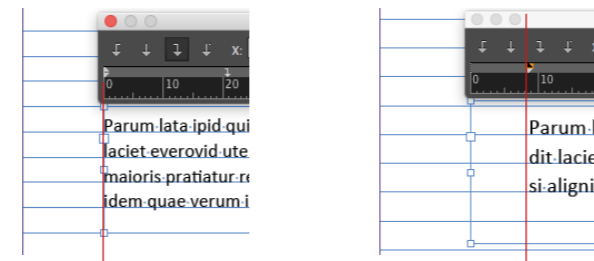 X:
0 10 20
Parum lata ipid qui
laciet everovid ute
maioris pratiatur re
idem quae verum i
0 10
Parum
dit lacie
si aligni